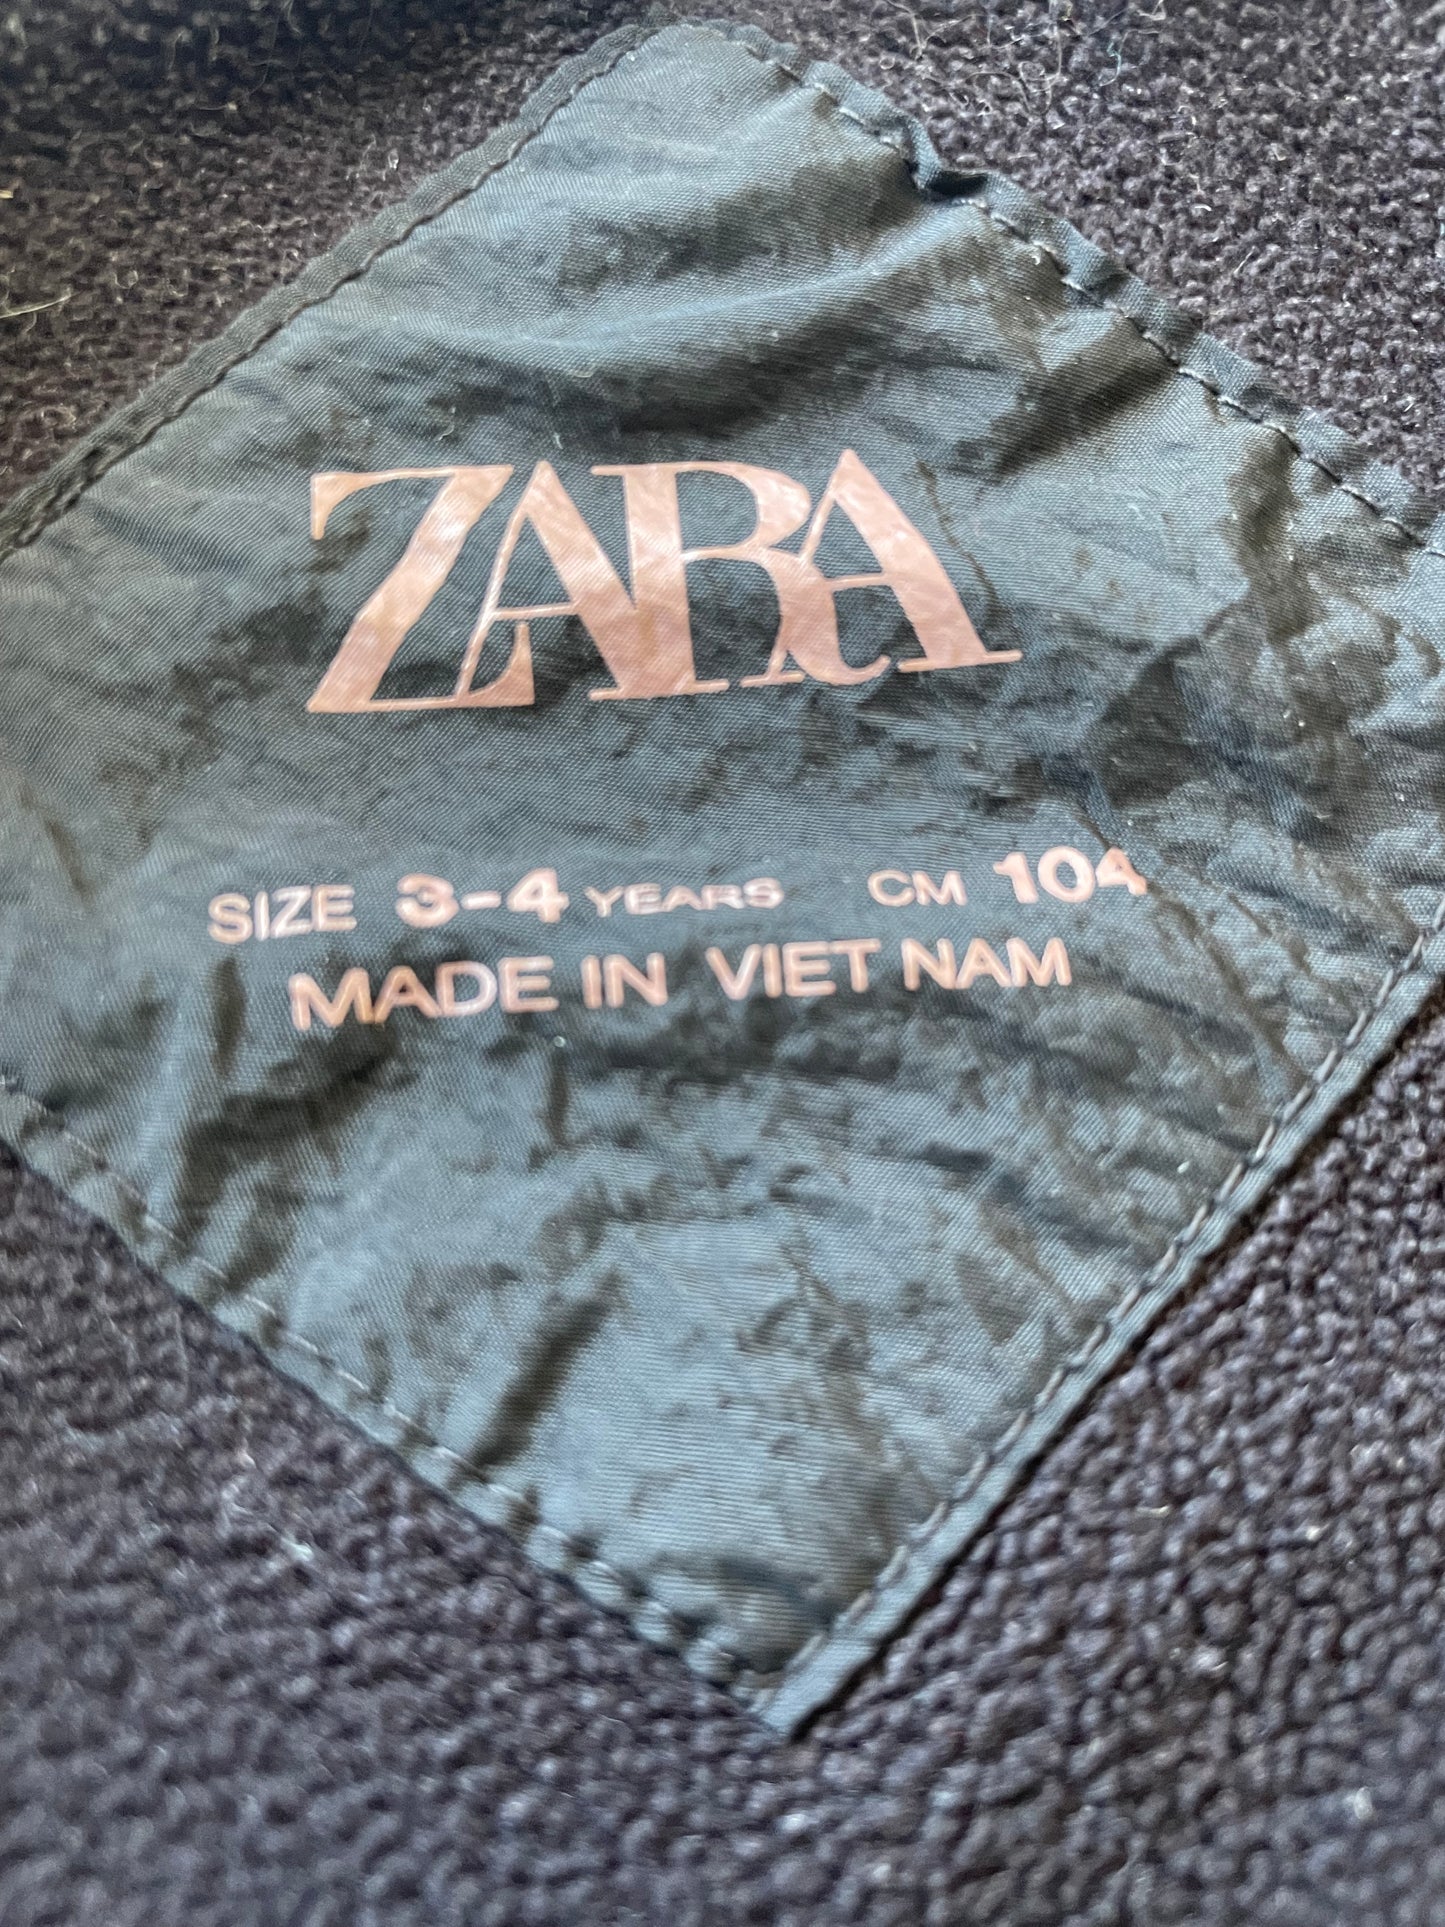 ZARA
SIZE 3-4 YEARS CM 104
MADE IN VIET NAM